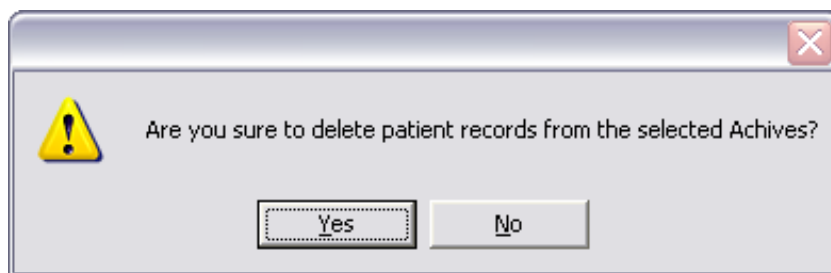 Are you sure to delete patient records from the selected Achives?
Yes No